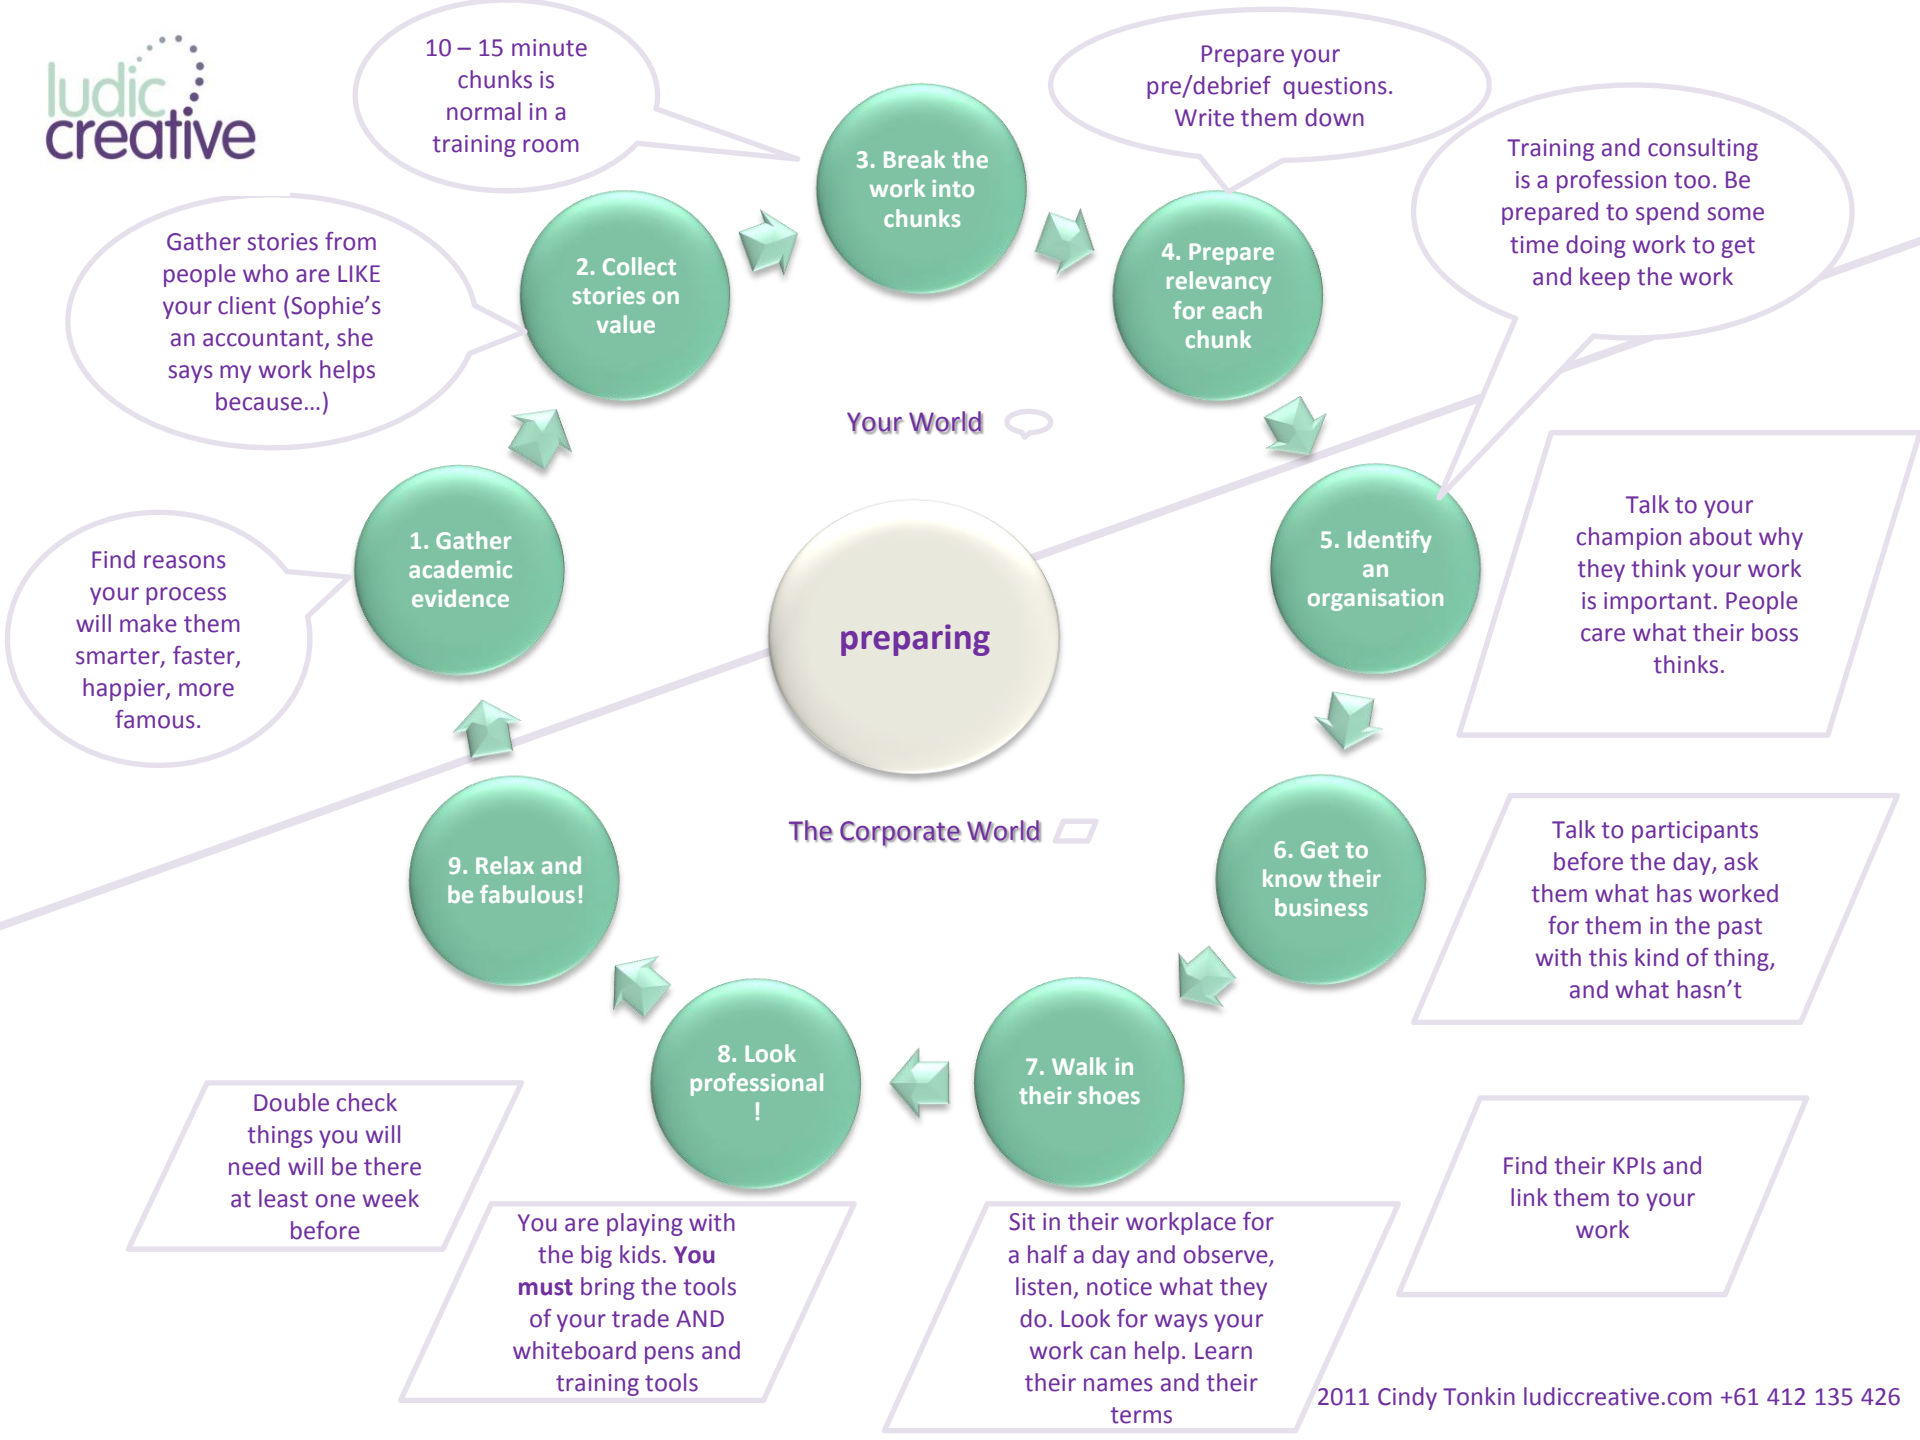 ludic
creative
10 – 15 minute
chunks is
normal in a
training room
Prepare your
pre/debrief questions.
Write them down
Training and consulting
is a profession too. Be
prepared to spend some
time doing work to get
and keep the work
3. Break the
work into
chunks
Gather stories from
people who are LIKE
your client (Sophie's
an accountant, she
says my work helps
because…)
2. Collect
stories on
value
4. Prepare
relevancy
for each
chunk
Your World
Find reasons
your process
will make them
smarter, faster,
happier, more
famous.
1. Gather
academic
evidence
preparing
5. Identify
an
organisation
Talk to your
champion about why
they think your work
is important. People
care what their boss
thinks.
The Corporate World
9. Relax and
be fabulous!
6. Get to
know their
business
Talk to participants
before the day, ask
them what has worked
for them in the past
with this kind of thing,
and what hasn't
8. Look
professional
!
7. Walk in
their shoes
Double check
things you will
need will be there
at least one week
before
You are playing with
the big kids. You
must bring the tools
of your trade AND
whiteboard pens and
training tools
Sit in their workplace for
a half a day and observe,
listen, notice what they
do. Look for ways your
work can help. Learn
their names and their
terms
Find their KPIs and
link them to your
work
2011 Cindy Tonkin ludiccreative.com +61 412 135 426